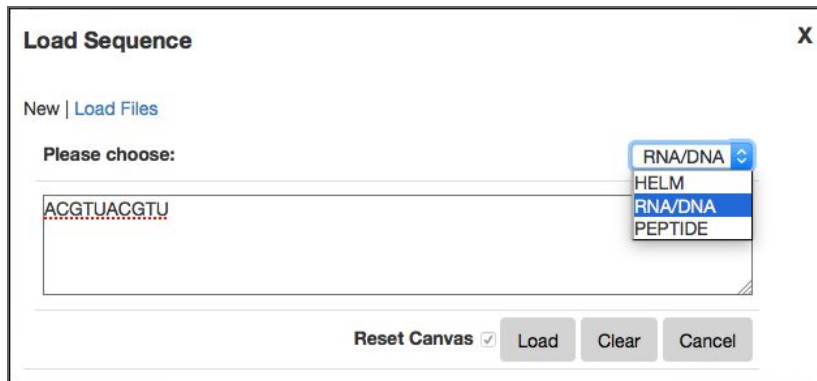 Load Sequence X
New | Load Files
Please choose: RNA/DNA
HELM
ACGTUACGTU RNA/DNA
PEPTIDE
Reset Canvas Load Clear Cancel